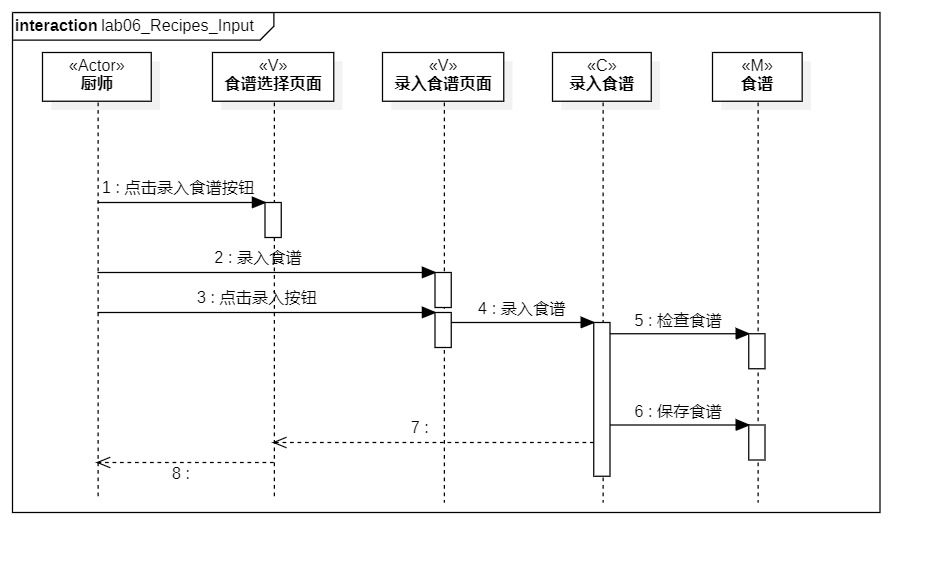 interaction lab06_Recipes_Input
«Actor»
厨师
«V»
食谱选择页面
«V»
录入食谱页面
«C»
录入食谱
«M»
食谱
1 : 点击录入食谱按钮
2 : 录入食谱
3 : 点击录入按钮
4 : 录入食谱
5 : 检查食谱
6 : 保存食谱
7 :
8 :